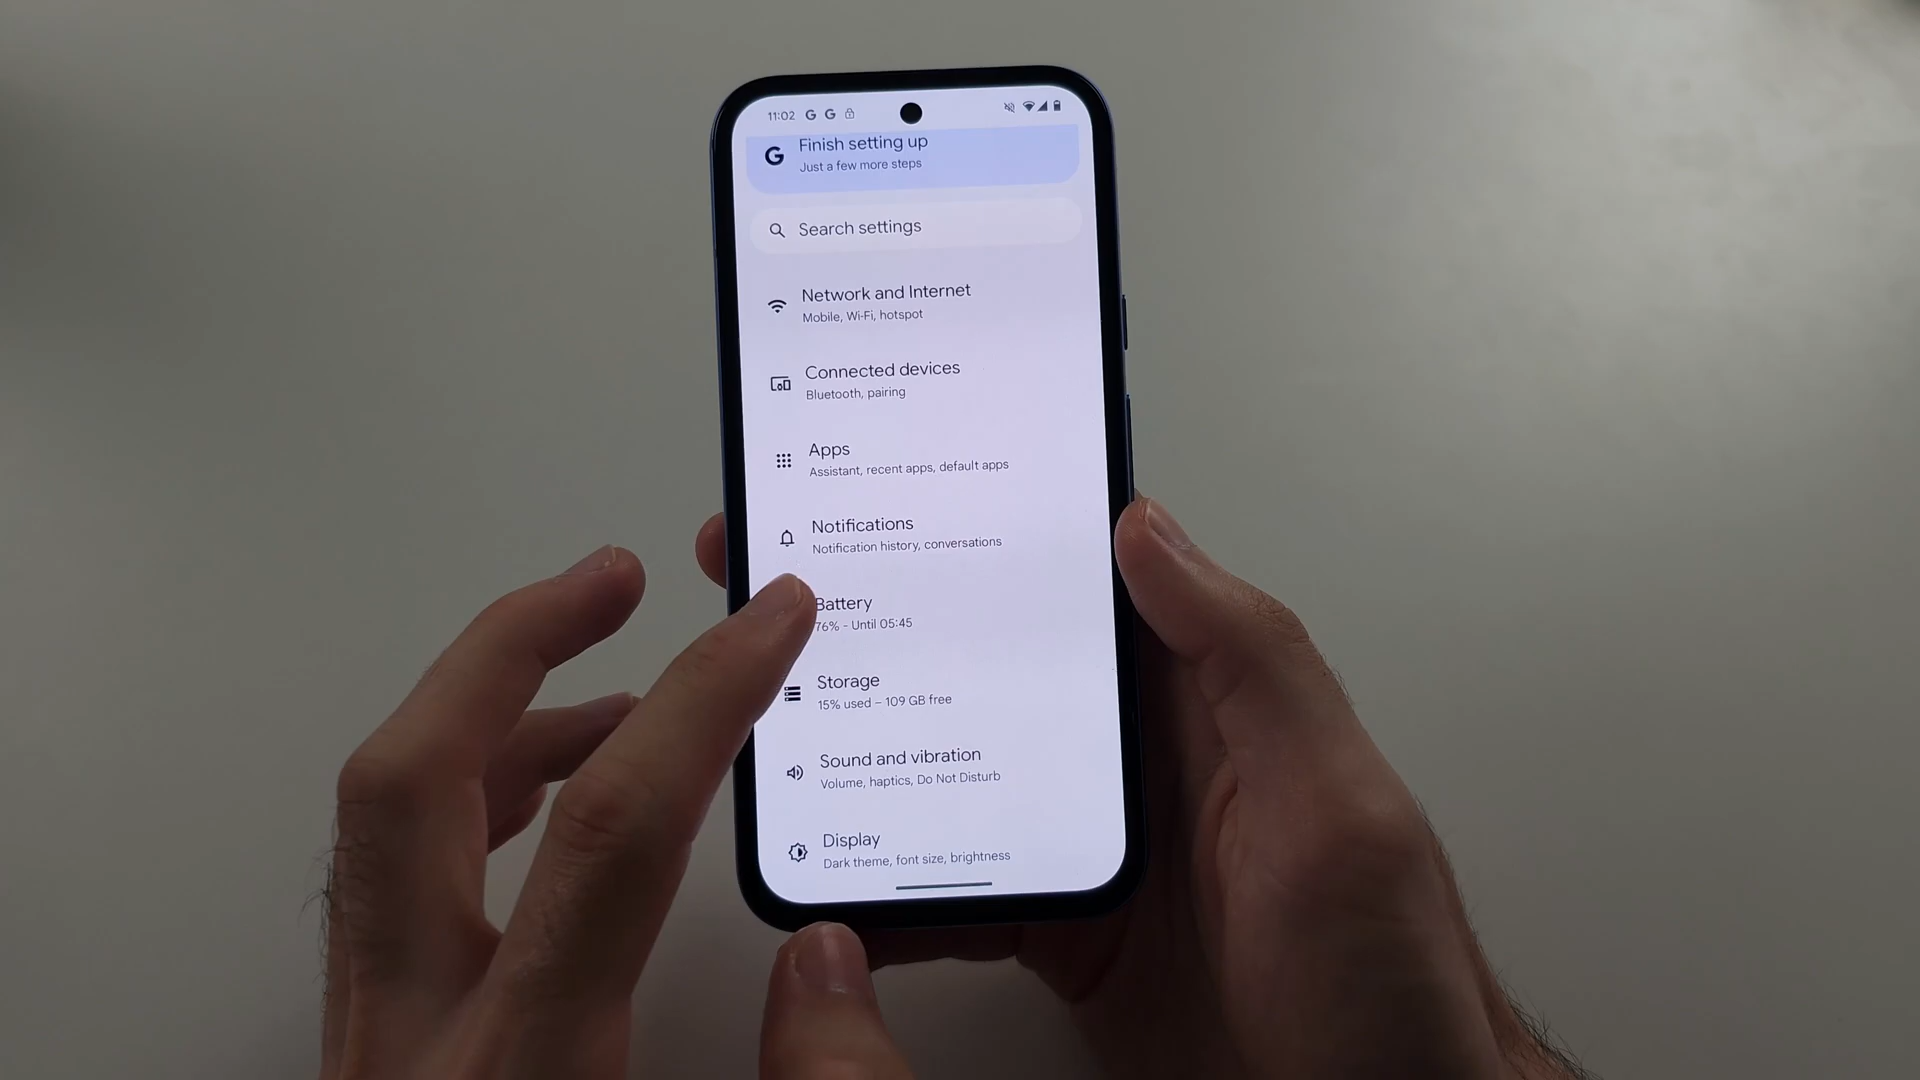 11:02
Finish setting up
Just a few more steps
Search settings
Network and Internet
Mobile, Wi-Fi, hotspot
Connected devices
Bluetooth, pairing
Apps
Assistant, recent apps, default apps
Notifications
Notification history, conversations
Battery
76% - Until 05:45
Storage
15% used – 109 GB free
Sound and vibration
Volume, haptics, Do Not Disturb
Display
Dark theme, font size, brightness